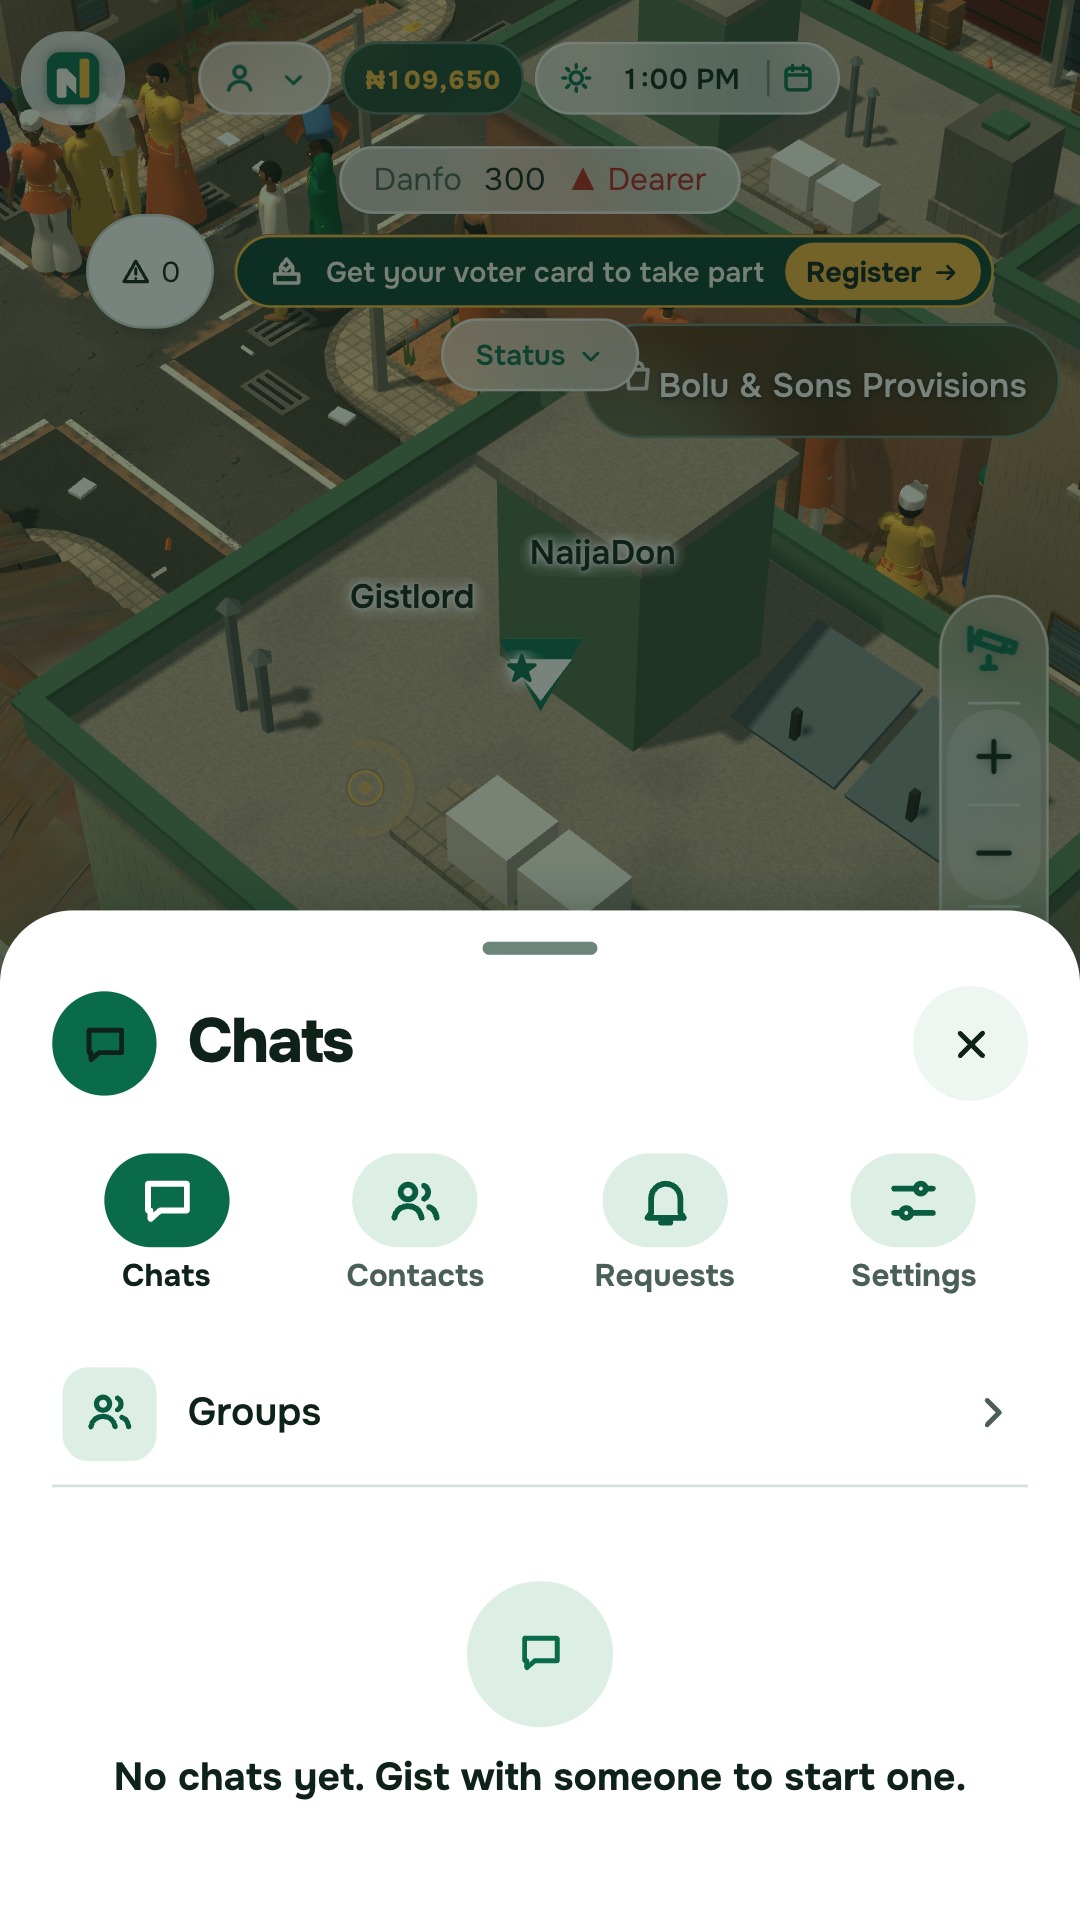 ₦109,650
1:00 PM
Danfo 300 ▲ Dearer
0
Get your voter card to take part
Register →
Status
Bolu & Sons Provisions
NaijaDon
Gistlord
Chats
Chats
Contacts
Requests
Settings
Groups
No chats yet. Gist with someone to start one.